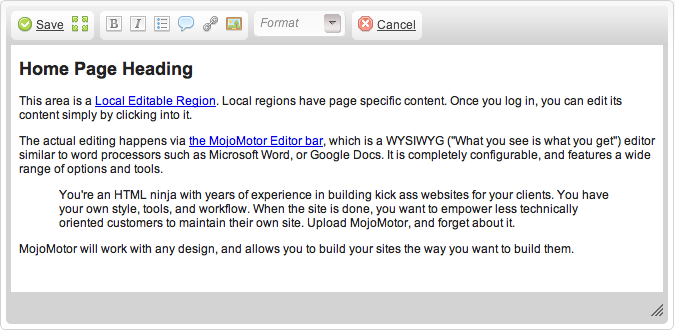 Save B I Format Cancel
Home Page Heading
This area is a Local Editable Region. Local regions have page specific content. Once you log in, you can edit its
content simply by clicking into it.
The actual editing happens via the MojoMotor Editor bar, which is a WYSIWYG ("What you see is what you get") editor
similar to word processors such as Microsoft Word, or Google Docs. It is completely configurable, and features a wide
range of options and tools.
You're an HTML ninja with years of experience in building kick ass websites for your clients. You have
your own style, tools, and workflow. When the site is done, you want to empower less technically
oriented customers to maintain their own site. Upload MojoMotor, and forget about it.
MojoMotor will work with any design, and allows you to build your sites the way you want to build them.